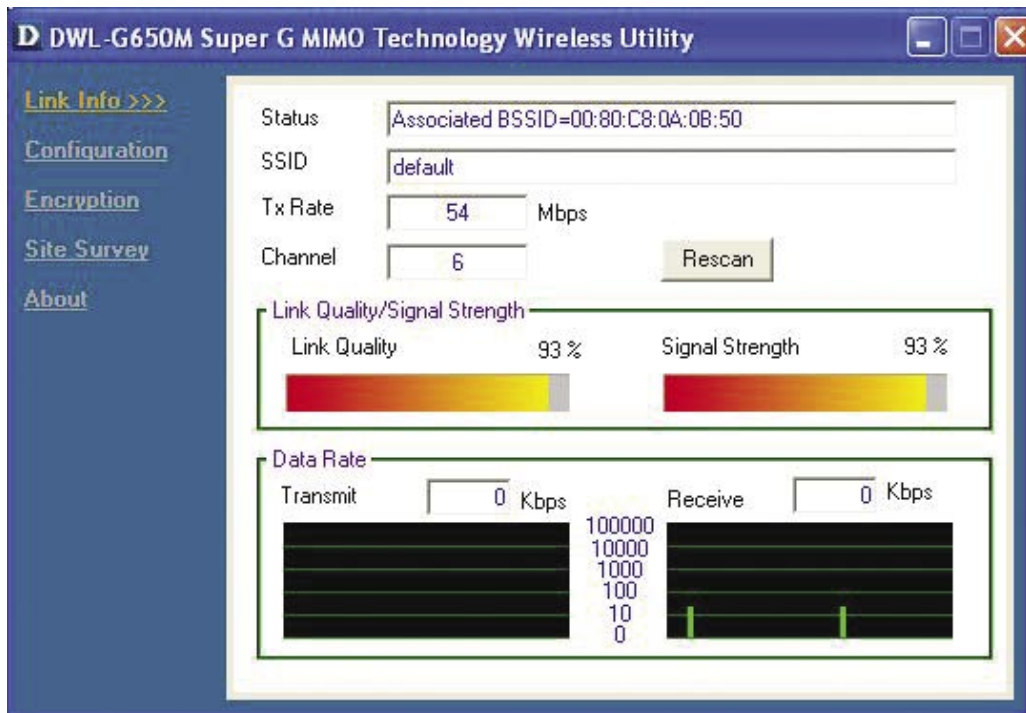 D DWL-G650M Super G MIMO Technology Wireless Utility
Link Info >>>
Configuration
Encryption
Site Survey
About
Status Associated BSSID=00:80:C8:0A:0B:50
SSID default
Tx Rate 54 Mbps
Channel 6 Rescan
Link Quality/Signal Strength
Link Quality 93 % Signal Strength 93 %
Data Rate
Transmit 0 Kbps Receive 0 Kbps
100000
10000
1000
100
10
0